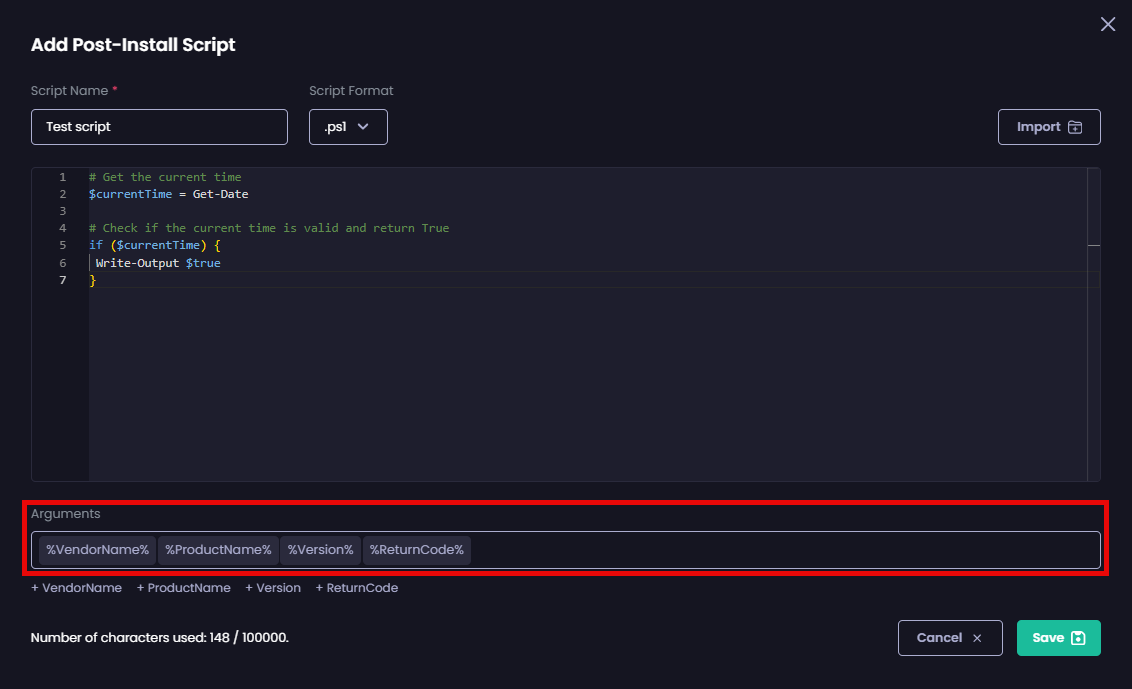 Add Post-Install Script
Script Name *
Script Format
Test script
.ps1
Import
1 # Get the current time
2 $currentTime = Get-Date
3
4 # Check if the current time is valid and return True
5 if ($currentTime) {
6 Write-Output $true
7 }
Arguments
%VendorName% %ProductName% %Version% %ReturnCode%
+ VendorName + ProductName + Version + ReturnCode
Number of characters used: 148 / 100000.
Cancel
Save